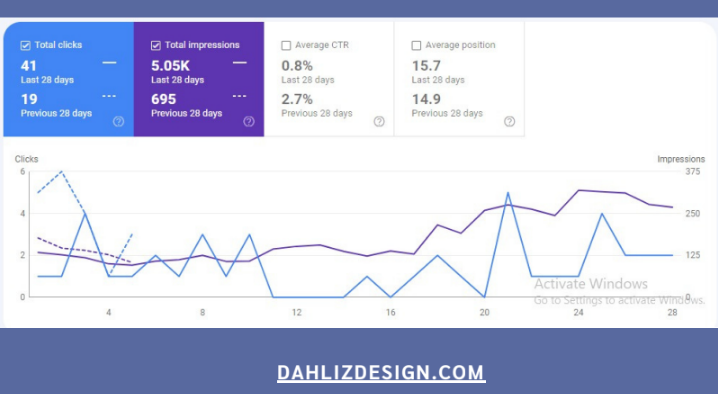 Total clicks
41
Last 28 days
19
Previous 28 days
Total impressions
5.05K
Last 28 days
695
Previous 28 days
Average CTR
0.8%
Last 28 days
2.7%
Previous 28 days
Average position
15.7
Last 28 days
14.9
Previous 28 days
Clicks
Impressions
6
4
2
0
375
250
125
0
4
8
12
16
20
24
28
Activate Windows
Go to Settings to activate Windows.
DAHLIZDESIGN.COM